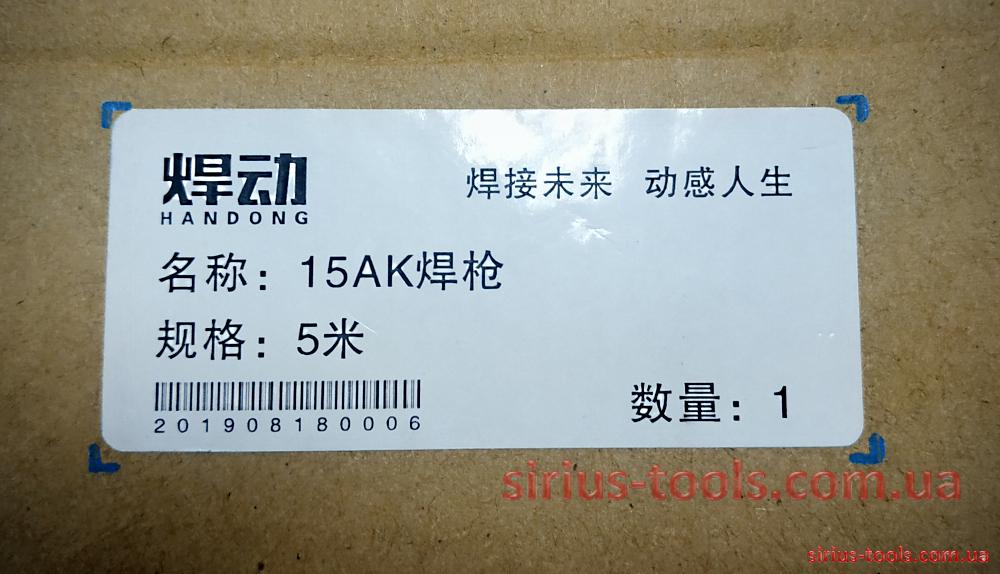 焊动
HANDONG
焊接未来 动感人生
名称：15AK焊枪
规格：5米
201908180006
数量：1
sirius-tools.com.ua
sirius-tools.com.ua